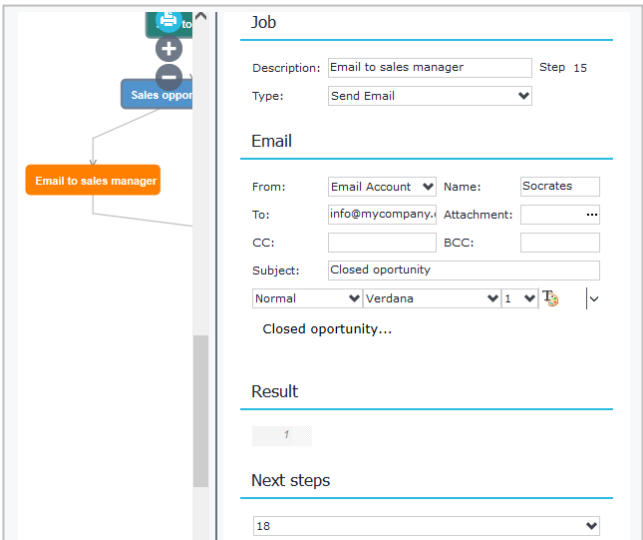 to
Sales oppor
Email to sales manager
Job
Description: Email to sales manager Step 15
Type: Send Email
Email
From: Email Account Name: Socrates
To: info@mycompany. Attachment: ...
CC: BCC:
Subject: Closed oportunity
Normal Verdana 1 T
Closed oportunity...
Result
1
Next steps
18